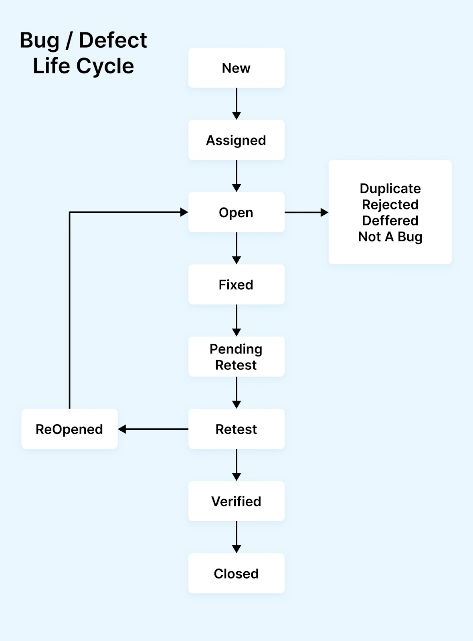 Bug / Defect
Life Cycle
New
Assigned
Open
Duplicate
Rejected
Deffered
Not A Bug
Fixed
Pending
Retest
ReOpened
Retest
Verified
Closed